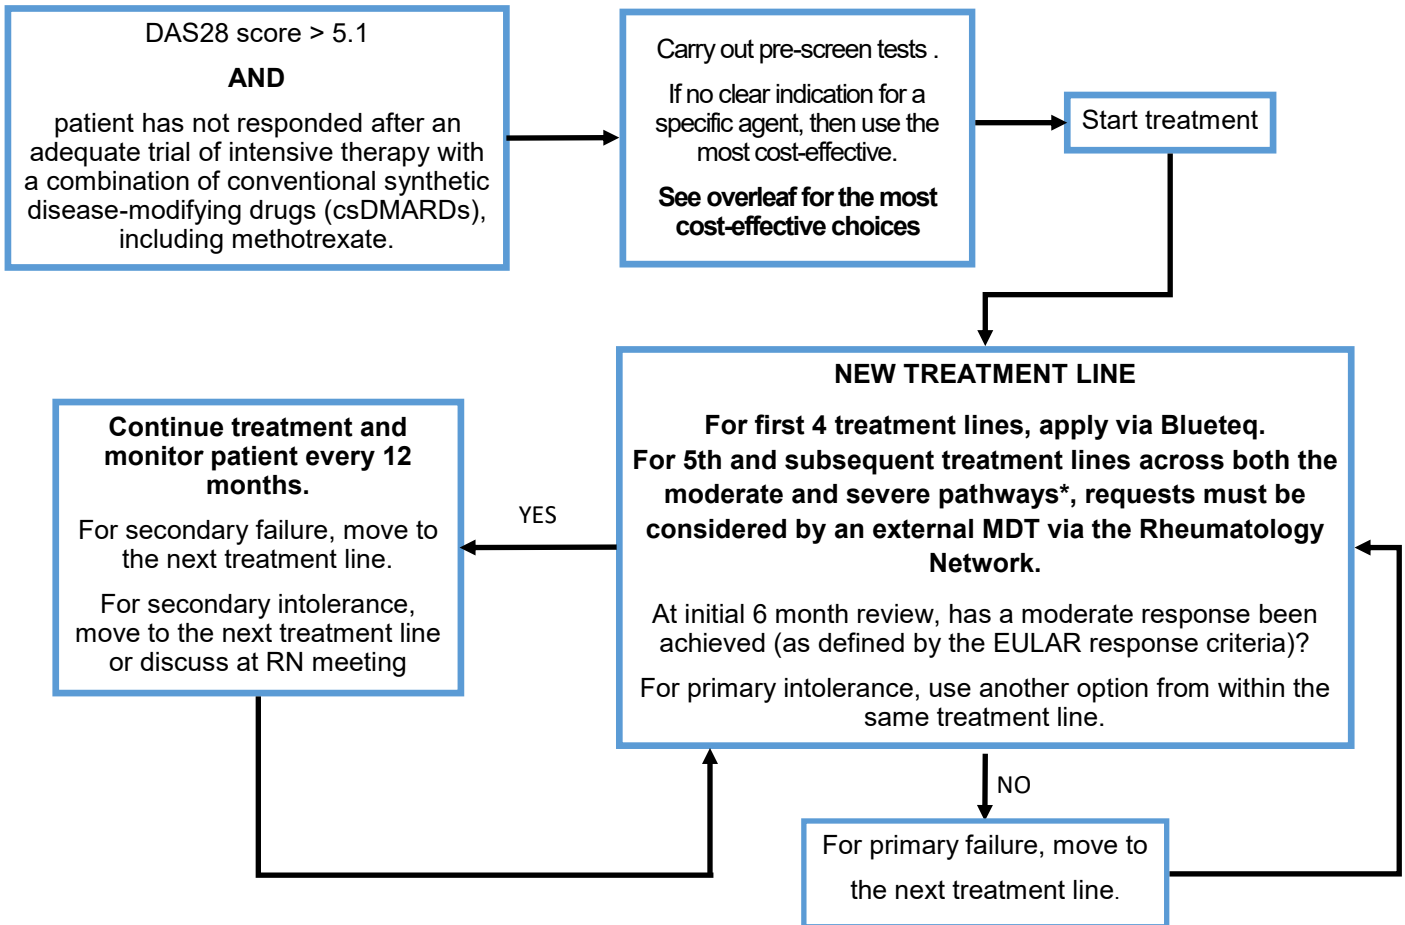 DAS28 score > 5.1
AND
patient has not responded after an
adequate trial of intensive therapy with
a combination of conventional synthetic
disease-modifying drugs (csDMARDs),
including methotrexate.
Carry out pre-screen tests .
If no clear indication for a
specific agent, then use the
most cost-effective.
See overleaf for the most
cost-effective choices
Start treatment
NEW TREATMENT LINE
For first 4 treatment lines, apply via Blueteq.
For 5th and subsequent treatment lines across both the
moderate and severe pathways*, requests must be
considered by an external MDT via the Rheumatology
Network.
At initial 6 month review, has a moderate response been
achieved (as defined by the EULAR response criteria)?
For primary intolerance, use another option from within the
same treatment line.
YES
Continue treatment and
monitor patient every 12
months.
For secondary failure, move to
the next treatment line.
For secondary intolerance,
move to the next treatment line
or discuss at RN meeting
NO
For primary failure, move to
the next treatment line.